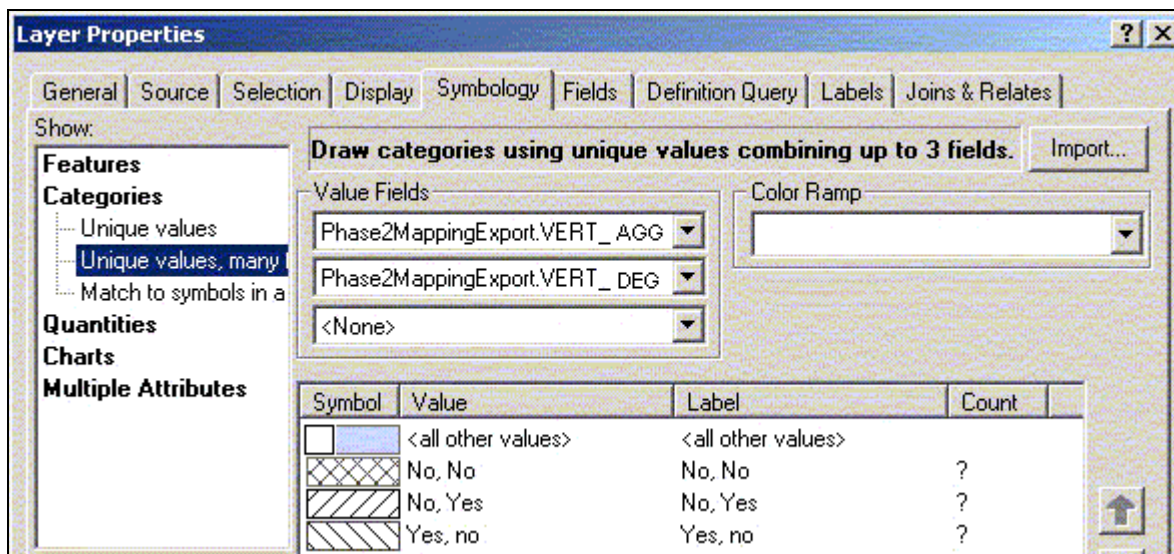 Layer Properties
? X
General Source Selection Display Symbology Fields Definition Query Labels Joins & Relates
Show:
Features
Categories
Unique values
Unique values, many
Match to symbols in a
Quantities
Charts
Multiple Attributes
Draw categories using unique values combining up to 3 fields.
Import...
Value Fields
Phase2MappingExport.VERT_ AGG
Phase2MappingExport.VERT_ DEG
<None>
Color Ramp
Symbol Value Label Count
<all other values> <all other values>
No, No No, No ?
No, Yes No, Yes ?
Yes, no Yes, no ?